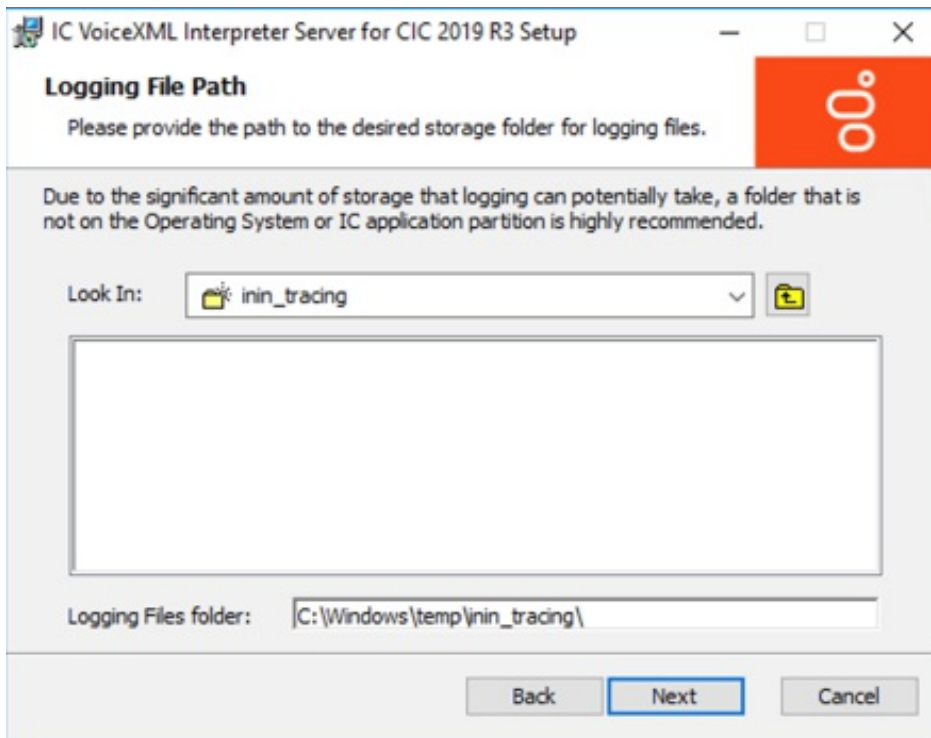 IC VoiceXML Interpreter Server for CIC 2019 R3 Setup
Logging File Path
Please provide the path to the desired storage folder for logging files.
Due to the significant amount of storage that logging can potentially take, a folder that is
not on the Operating System or IC application partition is highly recommended.
Look In:
inin_tracing
Logging Files folder:
C:\Windows\temp\inin_tracing\
Back
Next
Cancel